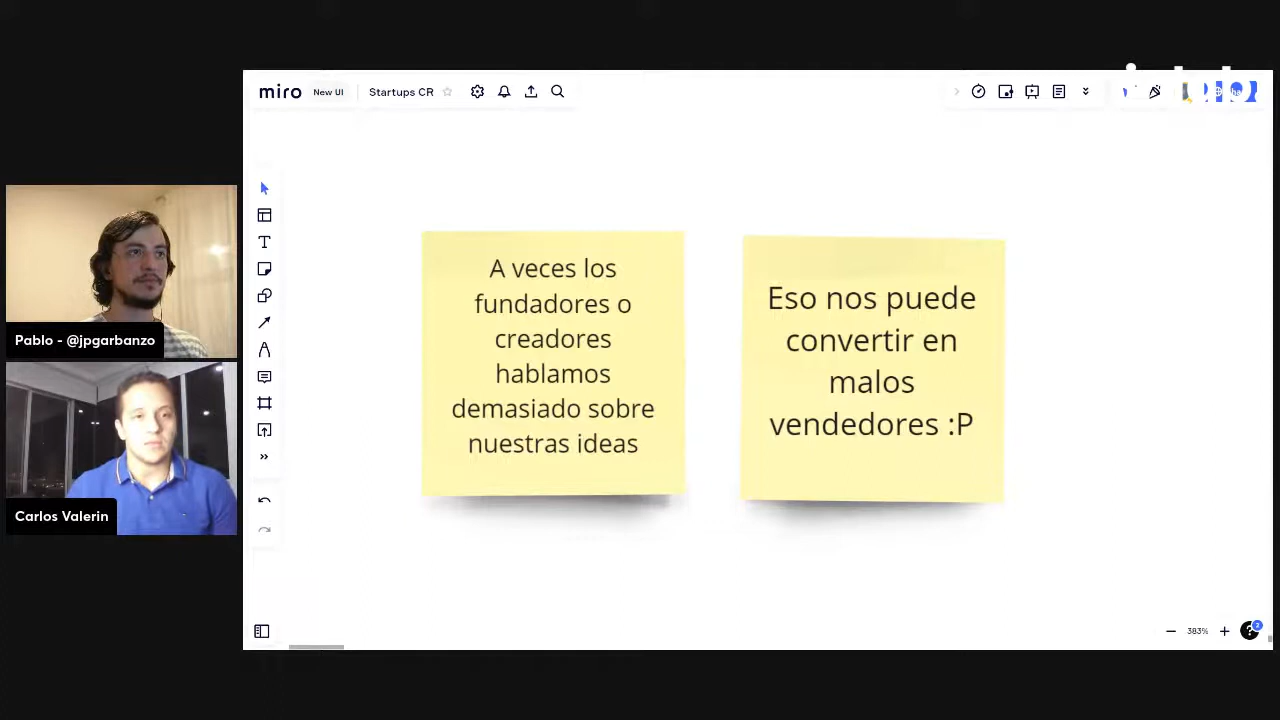 miro
New UI
Startups CR
A veces los
fundadores o
creadores
hablamos
demasiado sobre
nuestras ideas
Eso nos puede
convertir en
malos
vendedores :P
Pablo - @jpgarbanzo
Carlos Valerin
383%
?
2